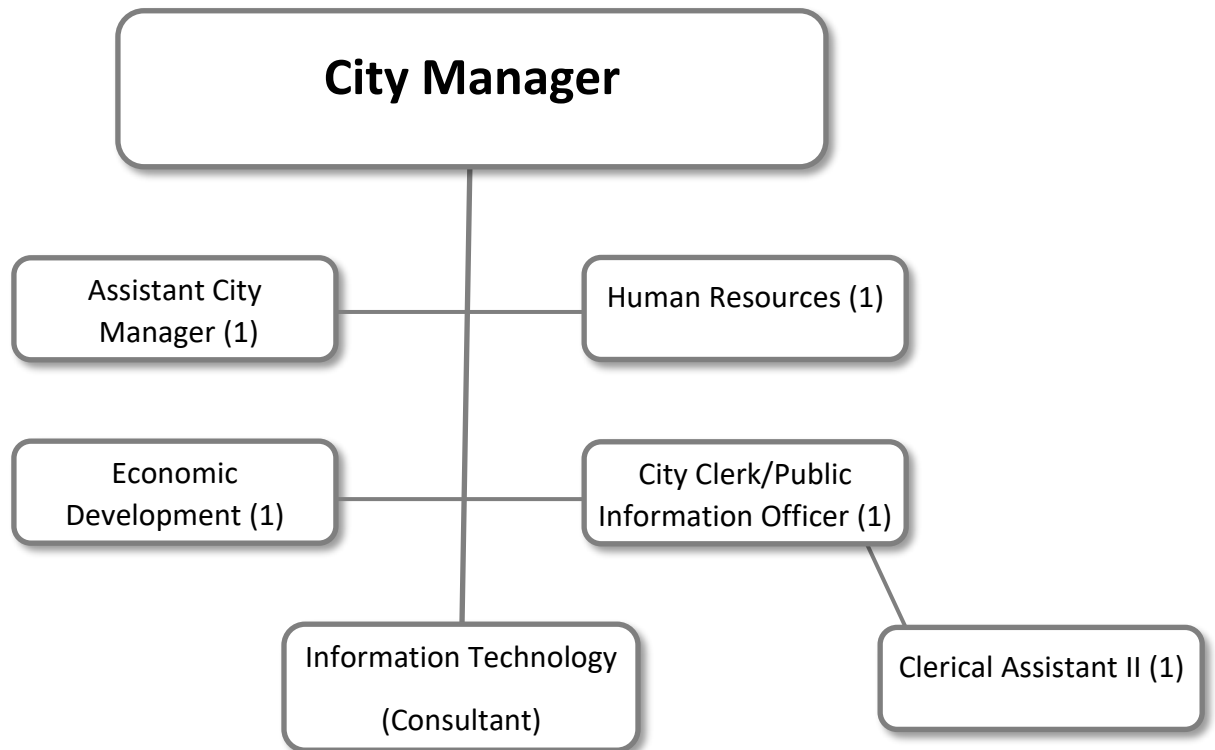 City Manager
Assistant City
Manager (1)
Human Resources (1)
Economic
Development (1)
City Clerk/Public
Information Officer (1)
Information Technology
(Consultant)
Clerical Assistant II (1)